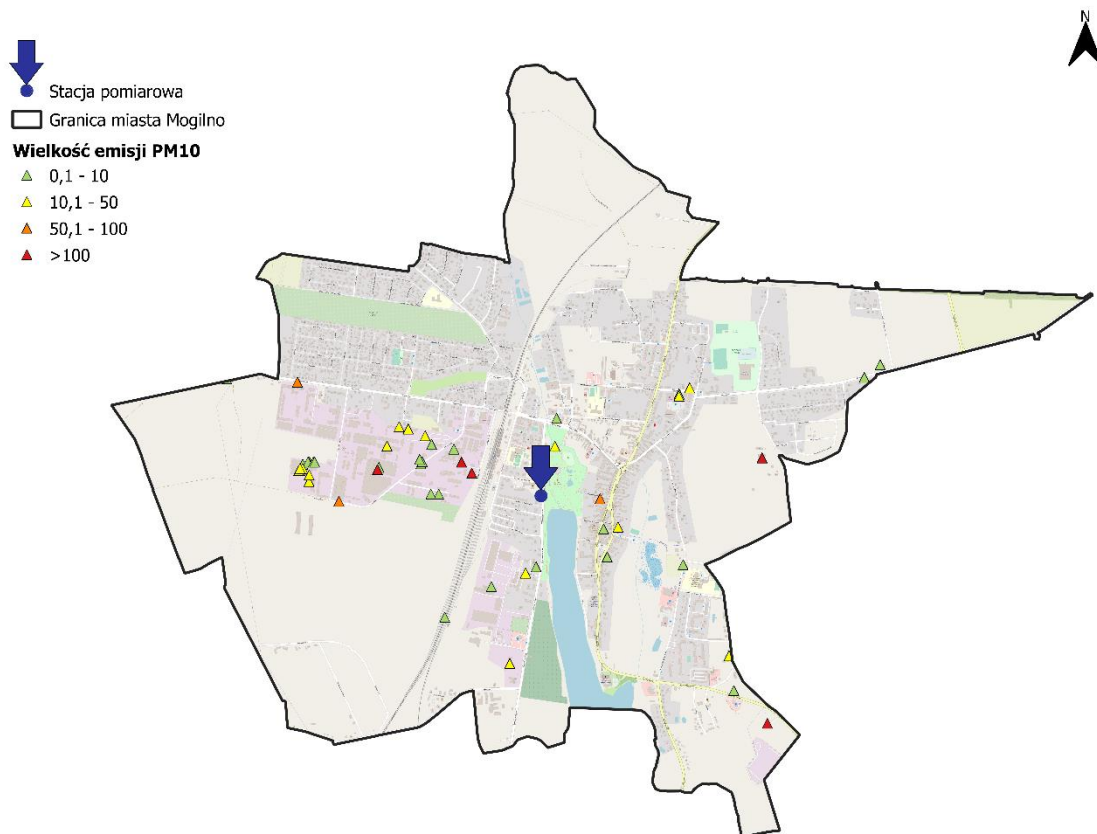 N
Stacja pomiarowa
Granica miasta Mogilno
Wielkość emisji PM10
0,1 - 10
10,1 - 50
50,1 - 100
>100